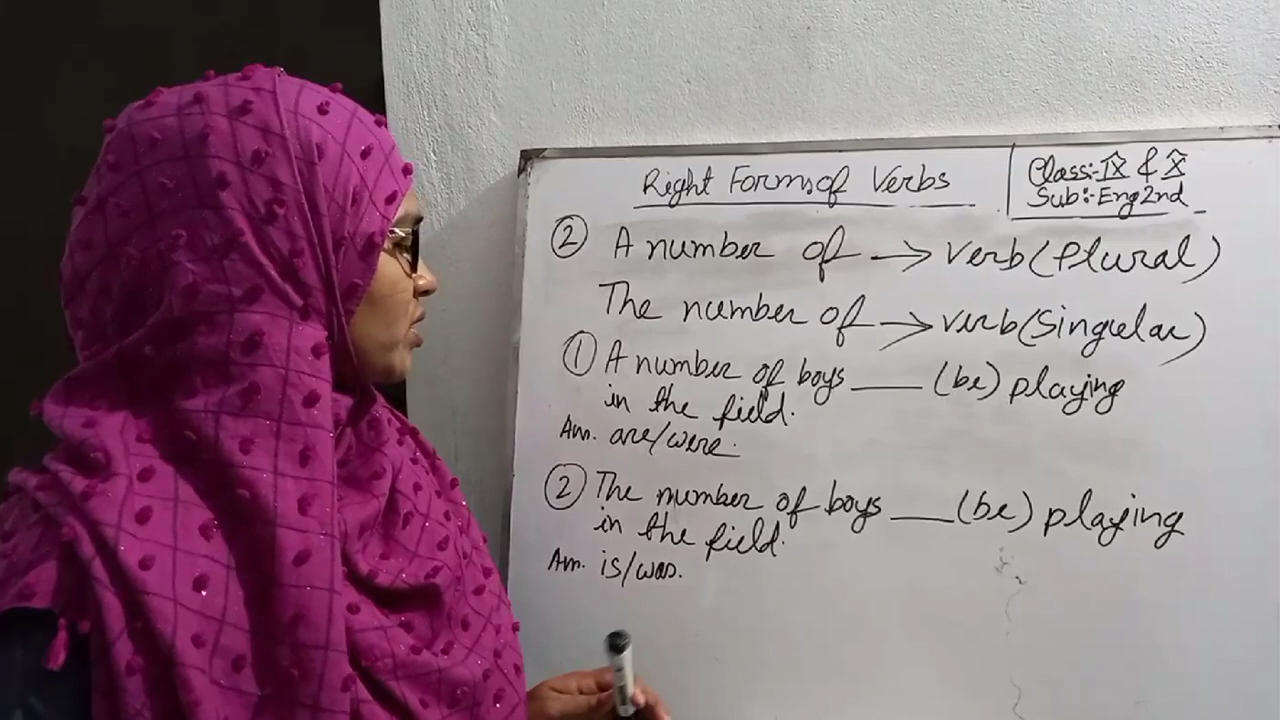 Right Forms of Verbs
Class:-IX & X
Sub:-Eng 2nd
② A number of → Verb (Plural)
The number of → verb (Singular)
① A number of boys ____ (be) playing
in the field.
Ans. are/were.
② The number of boys ____ (be) playing
in the field.
Ans. is/was.